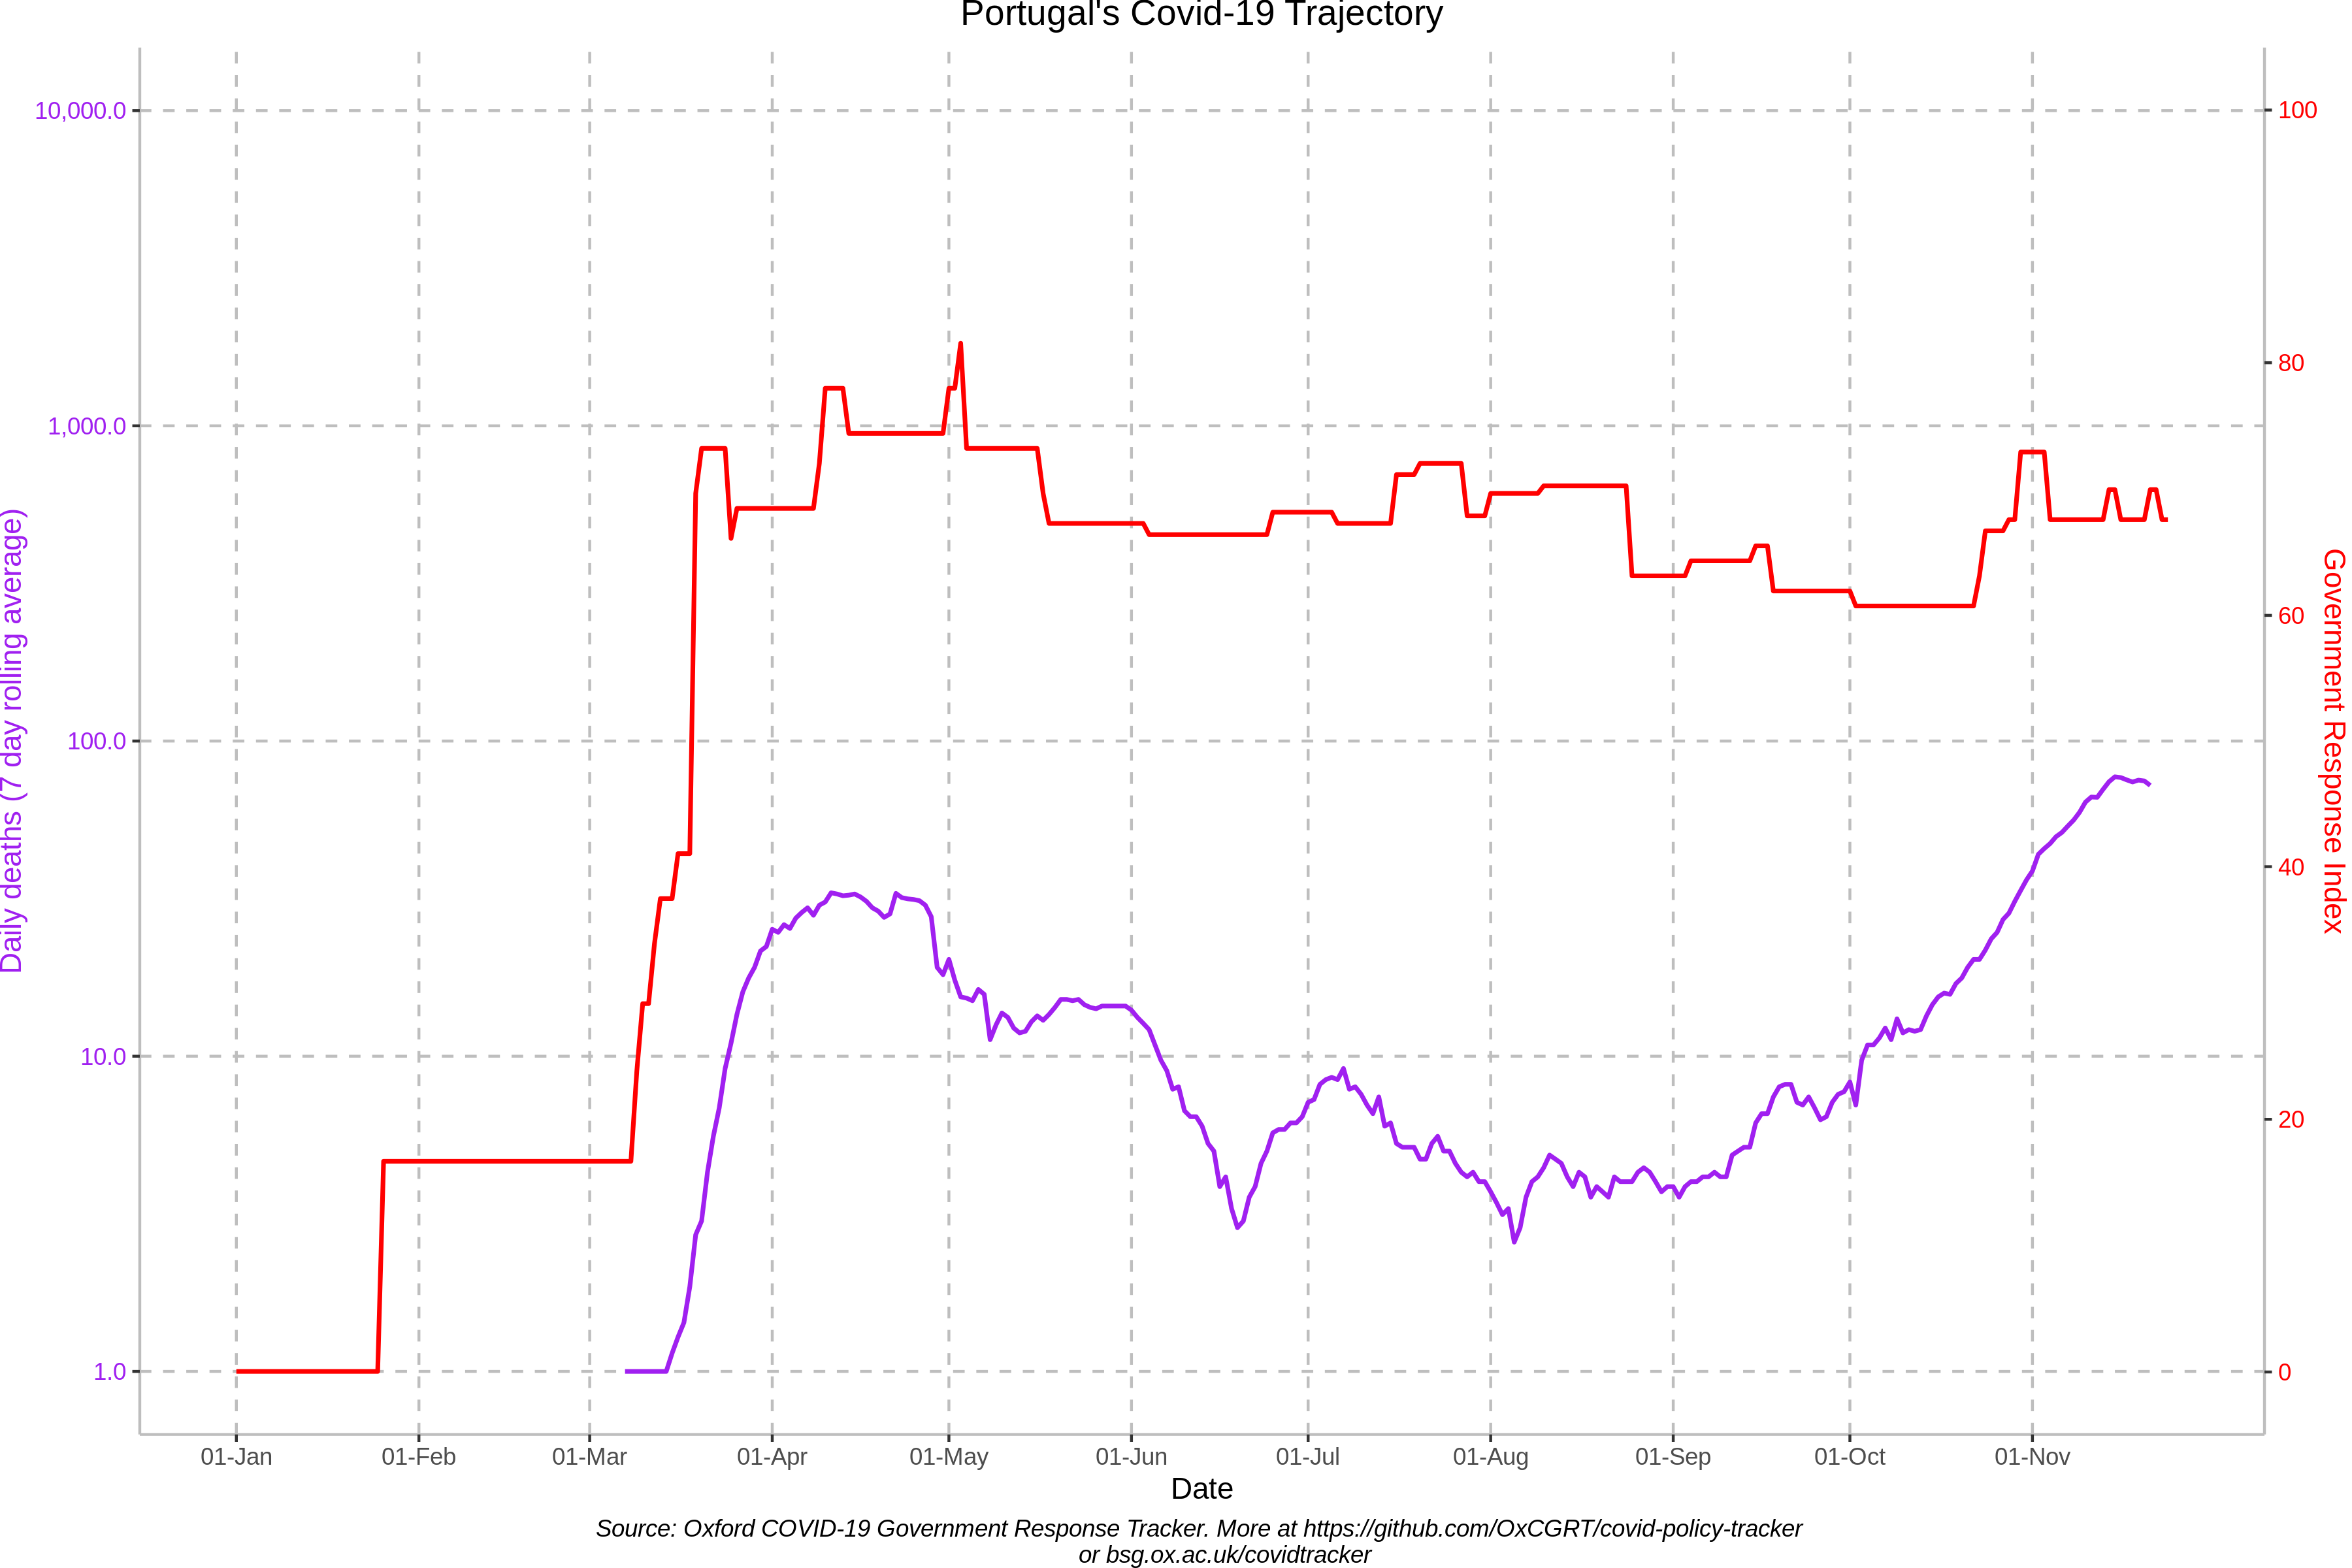 Portugal's Covid-19 Trajectory
10,000.0
1,000.0
100.0
10.0
1.0
Daily deaths (7 day rolling average)
100
80
60
40
20
0
Government Response Index
01-Jan 01-Feb 01-Mar 01-Apr 01-May 01-Jun 01-Jul 01-Aug 01-Sep 01-Oct 01-Nov
Date
Source: Oxford COVID-19 Government Response Tracker. More at https://github.com/OxCGRT/covid-policy-tracker
or bsg.ox.ac.uk/covidtracker